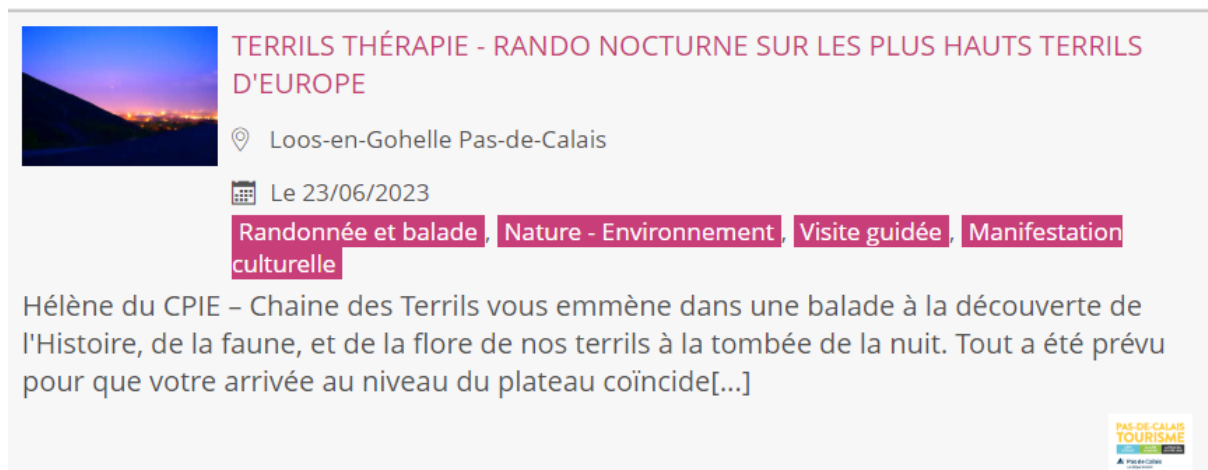 TERRILS THÉRAPIE - RANDO NOCTURNE SUR LES PLUS HAUTS TERRILS
D'EUROPE
Loos-en-Gohelle Pas-de-Calais
Le 23/06/2023
Randonnée et balade , Nature - Environnement , Visite guidée , Manifestation
culturelle
Hélène du CPIE – Chaine des Terrils vous emmène dans une balade à la découverte de
l'Histoire, de la faune, et de la flore de nos terrils à la tombée de la nuit. Tout a été prévu
pour que votre arrivée au niveau du plateau coïncide[...]
PAS-DE-CALAIS
TOURISME
Pas-de-Calais